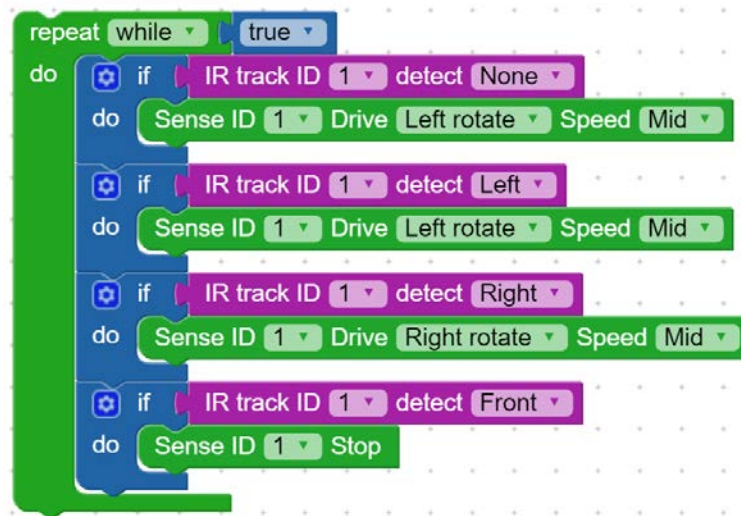 repeat while true
do if IR track ID 1 detect None
do Sense ID 1 Drive Left rotate Speed Mid
if IR track ID 1 detect Left
do Sense ID 1 Drive Left rotate Speed Mid
if IR track ID 1 detect Right
do Sense ID 1 Drive Right rotate Speed Mid
if IR track ID 1 detect Front
do Sense ID 1 Stop